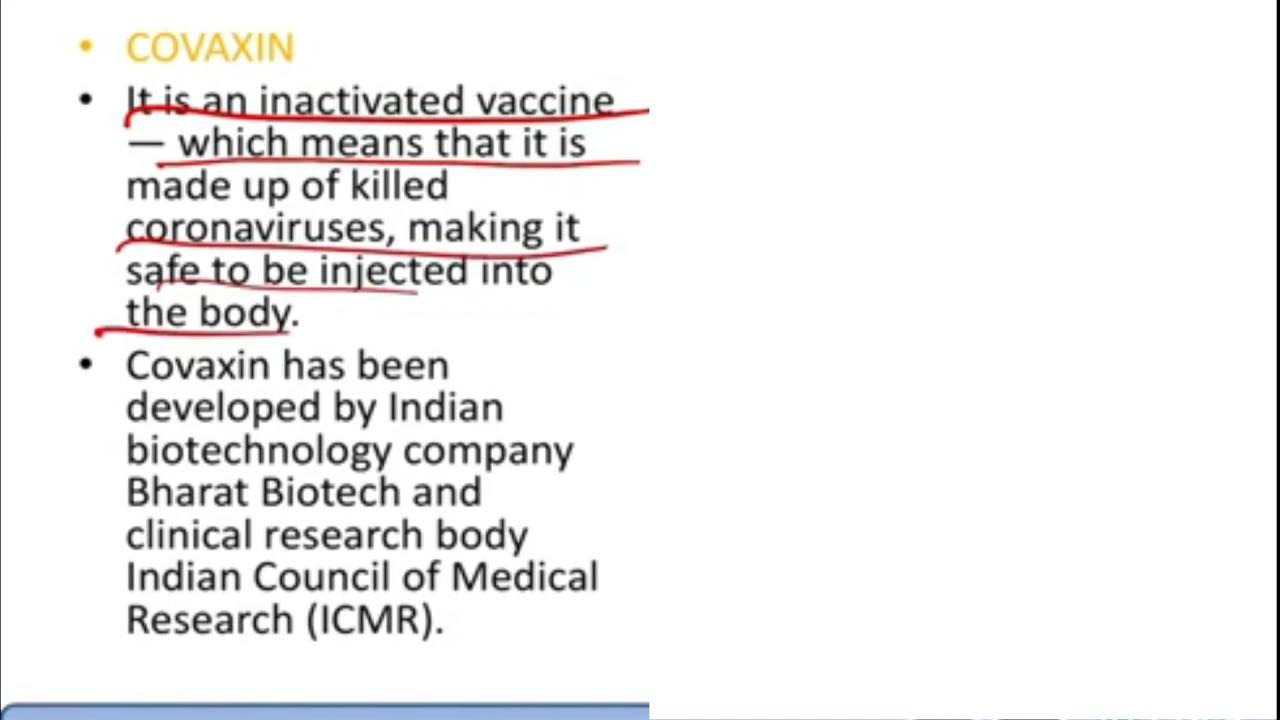 • COVAXIN
• It is an inactivated vaccine
— which means that it is
made up of killed
coronaviruses, making it
safe to be injected into
the body.
• Covaxin has been
developed by Indian
biotechnology company
Bharat Biotech and
clinical research body
Indian Council of Medical
Research (ICMR).